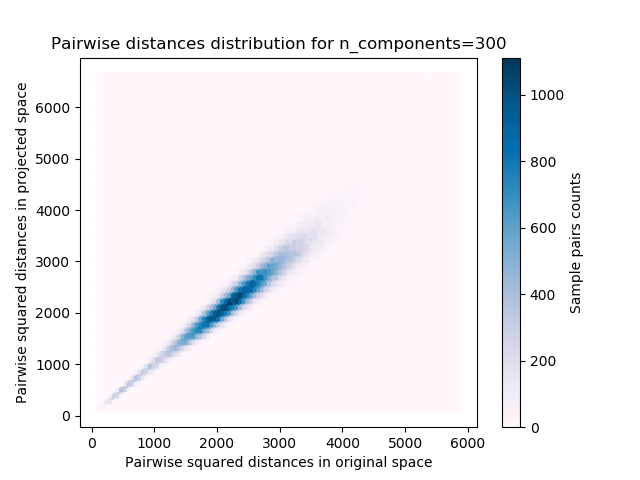 Pairwise distances distribution for n_components=300
Pairwise squared distances in projected space
6000
5000
4000
3000
2000
1000
0
0 1000 2000 3000 4000 5000 6000
Pairwise squared distances in original space
1000
800
600
400
200
0
Sample pairs counts